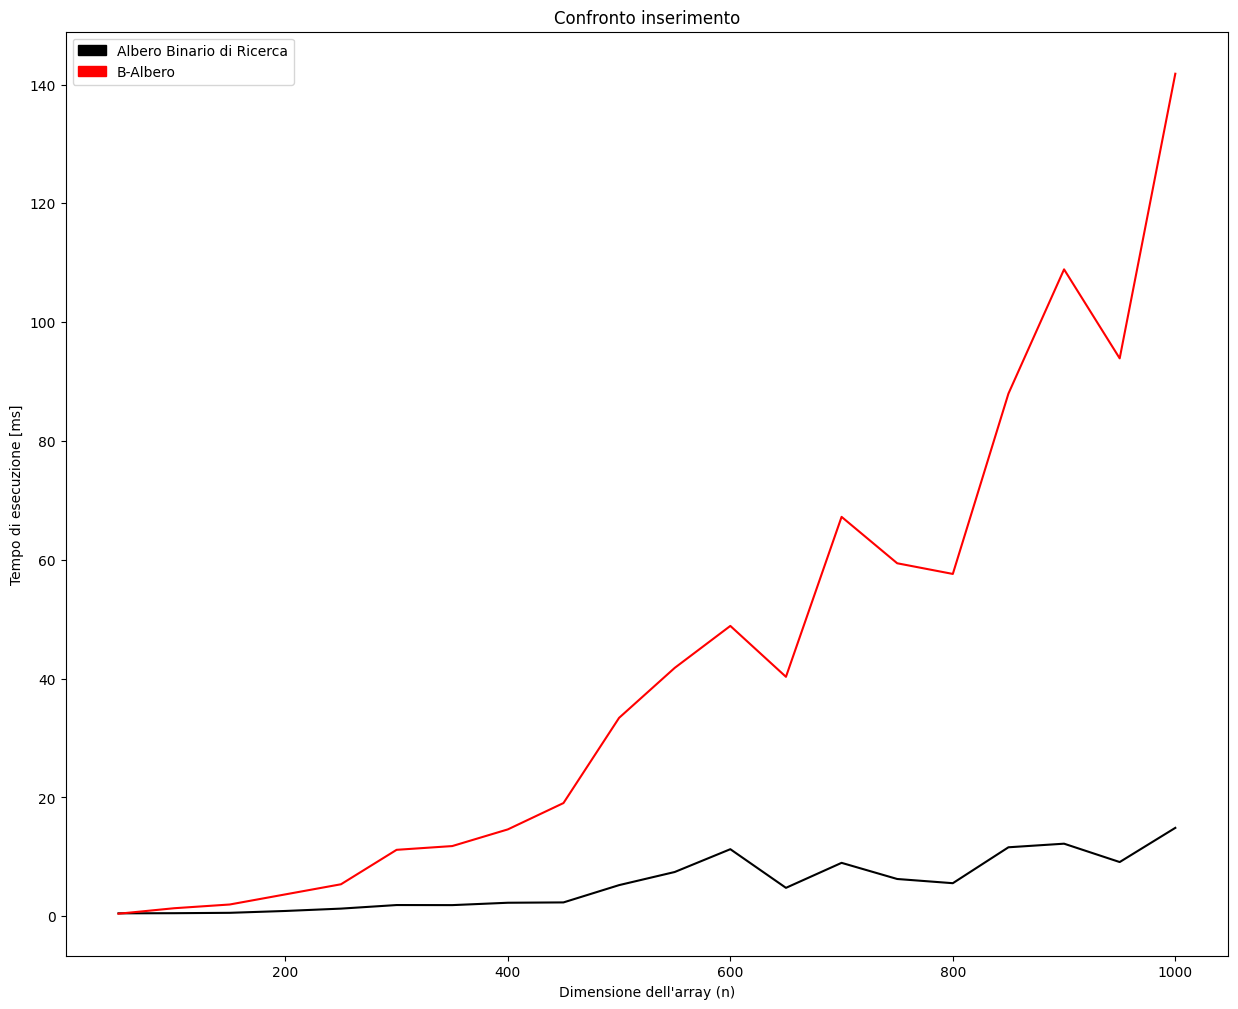 Confronto inserimento
Albero Binario di Ricerca
B-Albero
Tempo di esecuzione [ms]
140
120
100
80
60
40
20
0
200
400
600
800
1000
Dimensione dell'array (n)